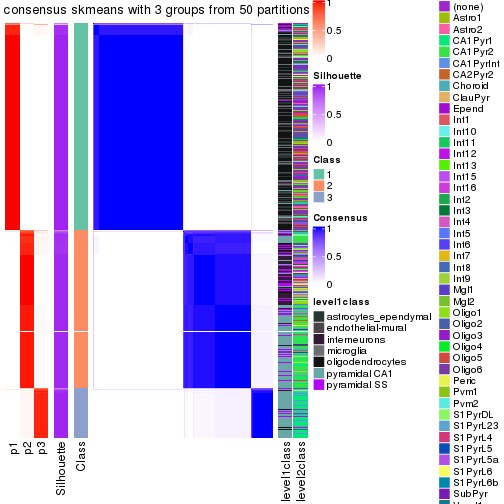 consensus skmeans with 3 groups from 50 partitions
1
0.5
0
Silhouette
1
0.5
0
Class
1
2
3
Consensus
1
0.5
0
level1class
astrocytes_ependymal
endothelial-mural
interneurons
microglia
oligodendrocytes
pyramidal CA1
pyramidal SS
p1
p2
p3
Silhouette
Class
level1class
level2class
(none)
Astro1
Astro2
CA1Pyr1
CA1Pyr2
CA1PyrInt
CA2Pyr2
Choroid
ClauPyr
Epend
Int1
Int10
Int11
Int12
Int13
Int15
Int16
Int2
Int3
Int4
Int5
Int6
Int7
Int8
Int9
Mgl1
Mgl2
Oligo1
Oligo2
Oligo3
Oligo4
Oligo5
Oligo6
Peric
Pvm1
Pvm2
S1PyrDL
S1PyrL23
S1PyrL4
S1PyrL5
S1PyrL5a
S1PyrL6
S1PyrL6b
SubPyr